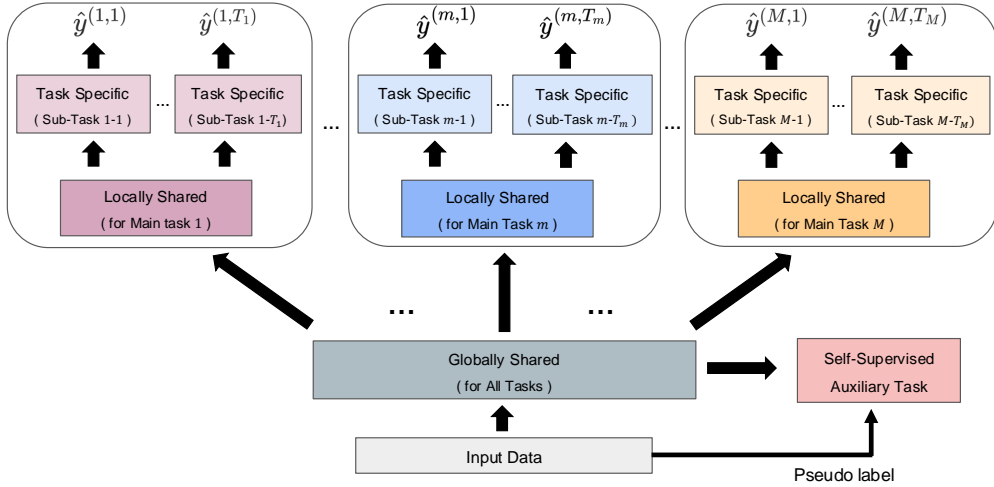 ŷ^(1,1) ŷ^(1,T₁) ŷ^(m,1) ŷ^(m,T_m) ŷ^(M,1) ŷ^(M,T_M)
Task Specific
( Sub-Task 1-1 )
...
Task Specific
(Sub-Task 1-T₁)
...
Task Specific
( Sub-Task m-1 )
...
Task Specific
( Sub-Task m-T_m)
...
Task Specific
( Sub-Task M-1 )
...
Task Specific
( Sub-Task M-T_M)
Locally Shared
( for Main task 1 )
Locally Shared
( for Main Task m )
Locally Shared
( for Main Task M )
... ...
Globally Shared
( for All Tasks )
Self-Supervised
Auxiliary Task
Input Data
Pseudo label